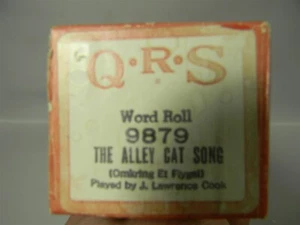 Q·R·S
Word Roll
9879
THE ALLEY CAT SONG
(Omkring Et Flygel)
Played by J. Lawrence Cook